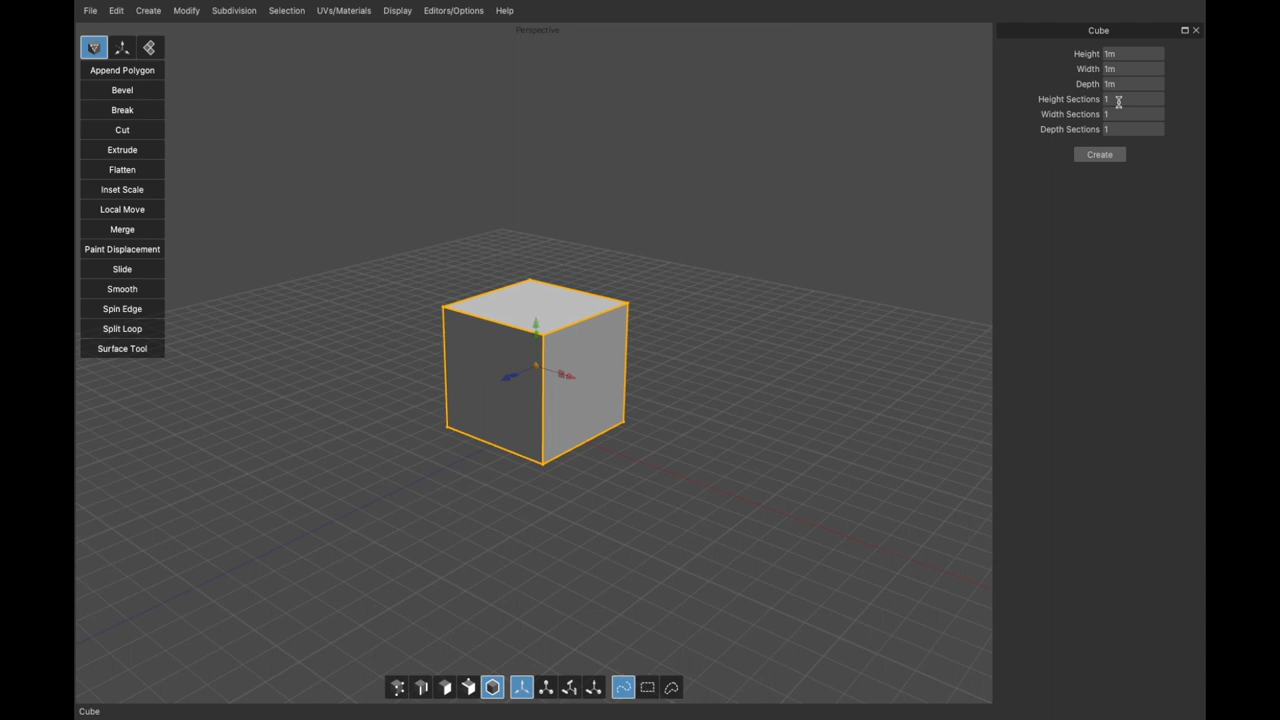 File Edit Create Modify Subdivision Selection UVs/Materials Display Editors/Options Help
Perspective
Cube
Append Polygon
Bevel
Break
Cut
Extrude
Flatten
Inset Scale
Local Move
Merge
Paint Displacement
Slide
Smooth
Spin Edge
Split Loop
Surface Tool
Height 1m
Width 1m
Depth 1m
Height Sections 1
Width Sections 1
Depth Sections 1
Create
Cube